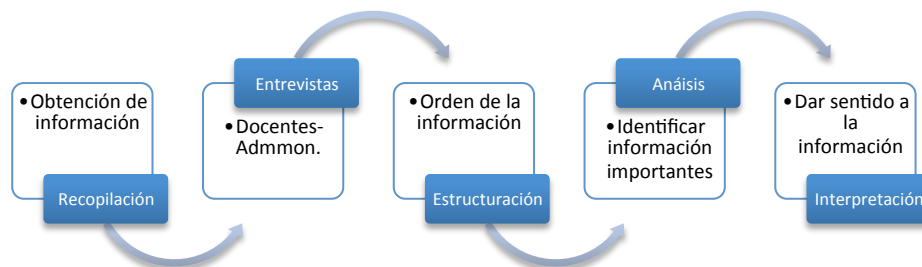 •Obtención de
información
Recopilación
Entrevistas
•Docentes-
Admmon.
•Orden de la
información
Estructuración
Anáisis
•Identificar
información
importantes
•Dar sentido a
la
información
Interpretación